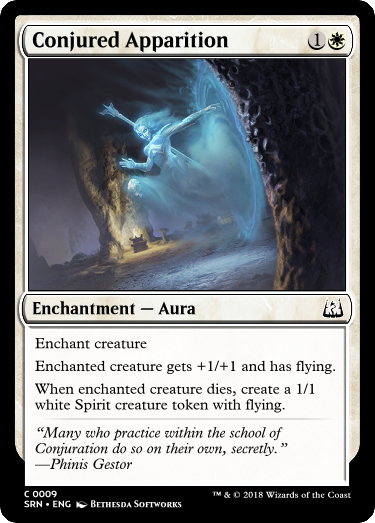 Conjured Apparition 1
Enchantment — Aura
Enchant creature
Enchanted creature gets +1/+1 and has flying.
When enchanted creature dies, create a 1/1
white Spirit creature token with flying.
“Many who practice within the school of
Conjuration do so on their own, secretly.”
—Phinis Gestor
C 0009
SRN • ENG Bethesda Softworks
™ & © 2018 Wizards of the Coast